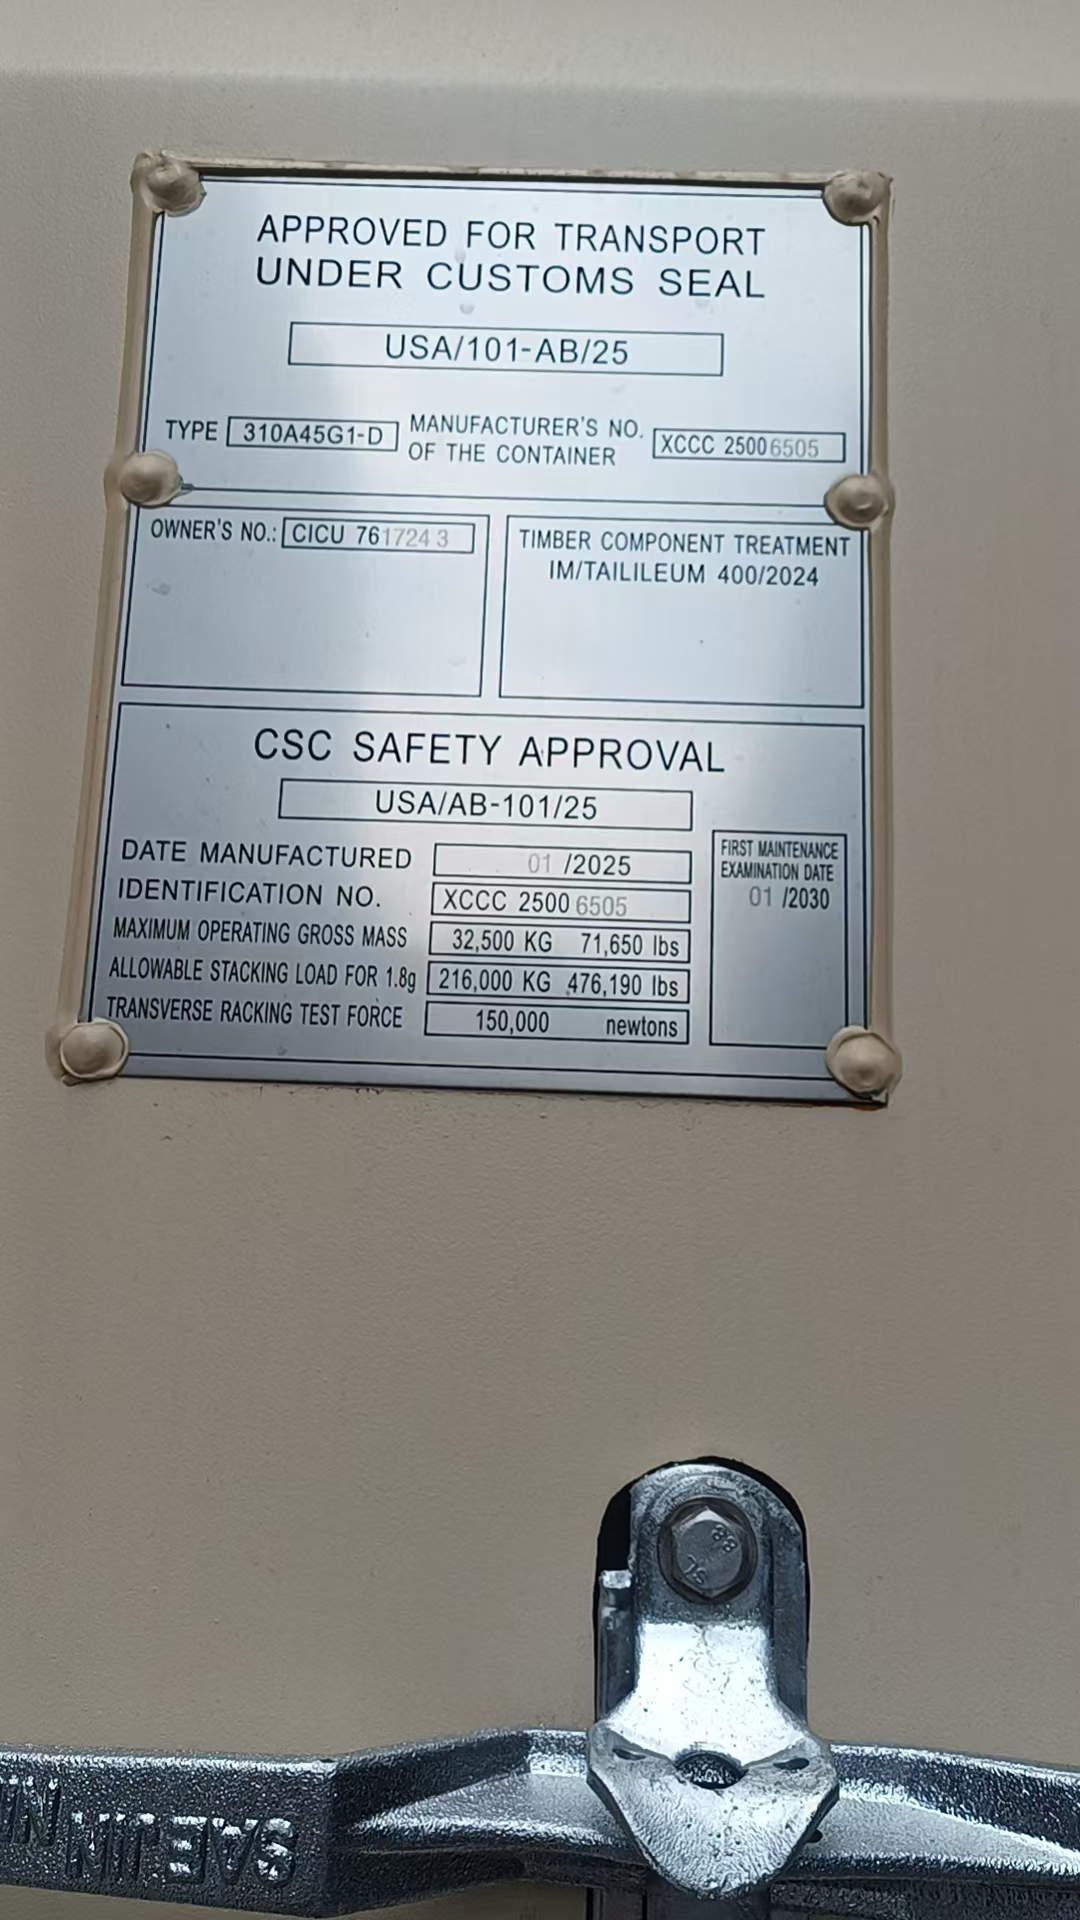 APPROVED FOR TRANSPORT
UNDER CUSTOMS SEAL
USA/101-AB/25
TYPE 310A45G1-D MANUFACTURER'S NO. OF THE CONTAINER XCCC 25006505
OWNER'S NO.: CICU 761724 3
TIMBER COMPONENT TREATMENT
IM/TAILILEUM 400/2024
CSC SAFETY APPROVAL
USA/AB-101/25
DATE MANUFACTURED 01 /2025
IDENTIFICATION NO. XCCC 2500 6505
MAXIMUM OPERATING GROSS MASS 32,500 KG 71,650 lbs
ALLOWABLE STACKING LOAD FOR 1.8g 216,000 KG 476,190 lbs
TRANSVERSE RACKING TEST FORCE 150,000 newtons
FIRST MAINTENANCE
EXAMINATION DATE
01 /2030
SAEJIN